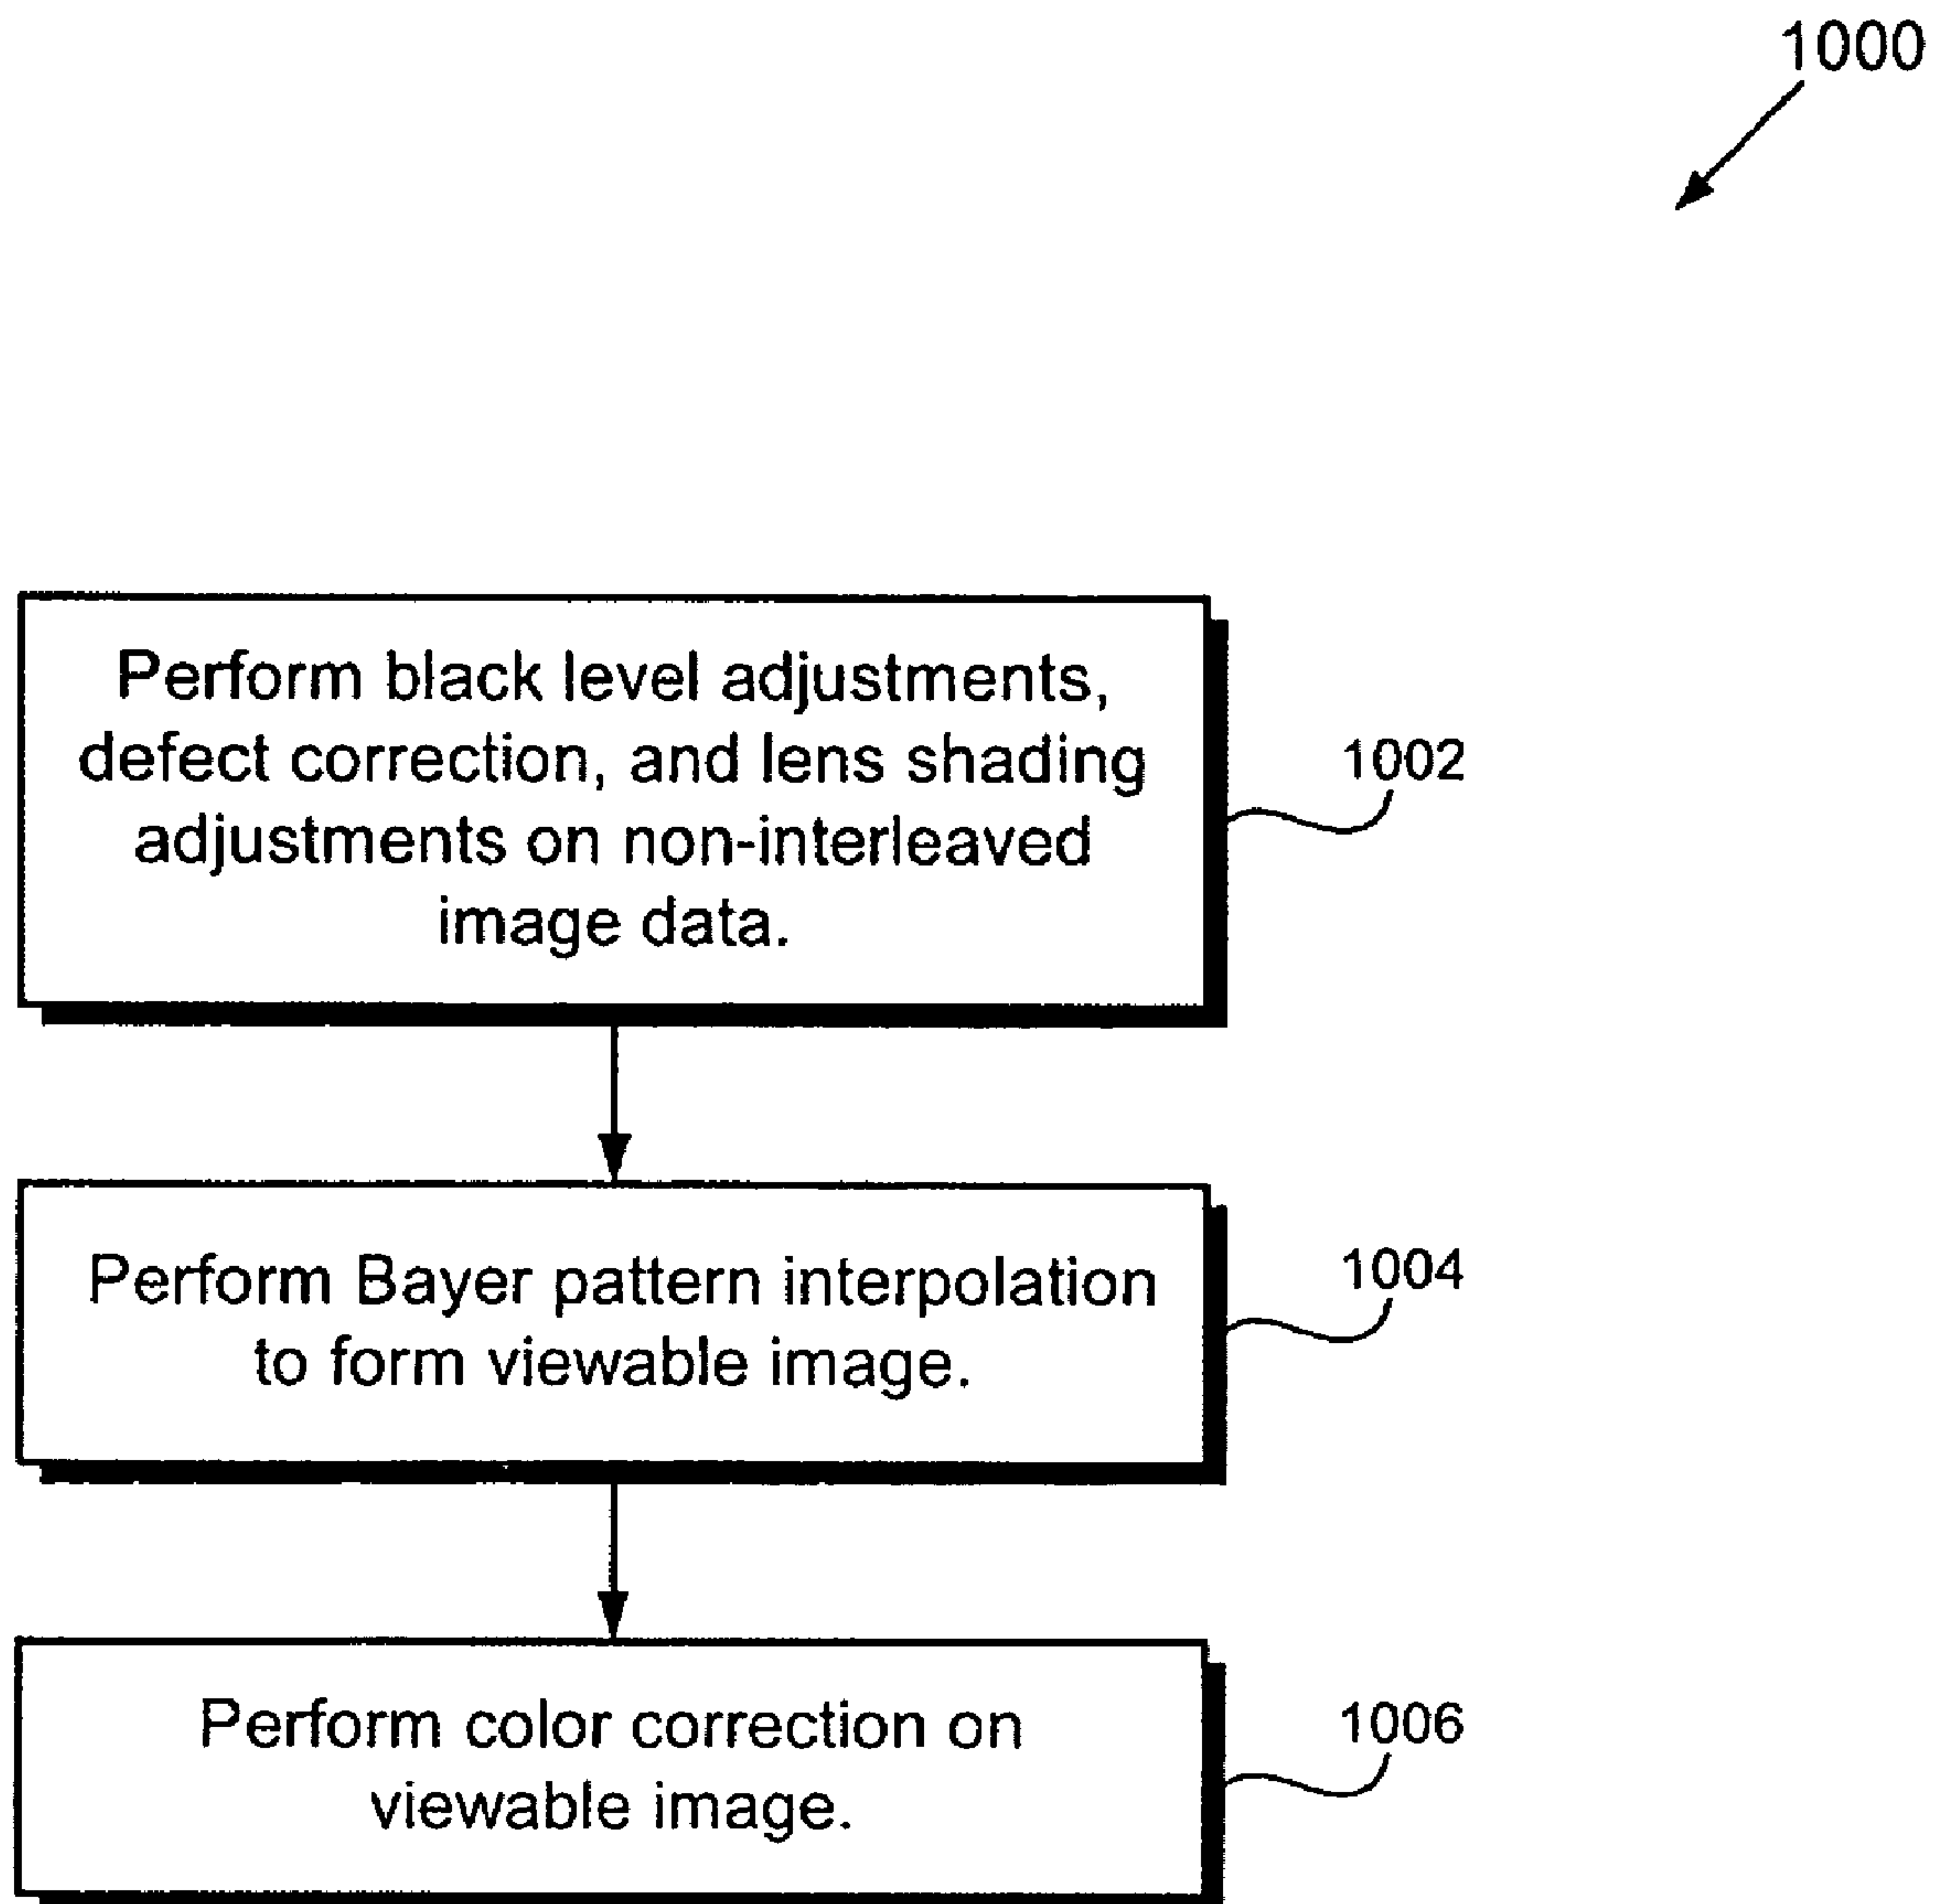 1000
Perform black level adjustments,
defect correction, and lens shading
adjustments on non-interleaved
image data.
1002
Perform Bayer pattern interpolation
to form viewable image.
1004
Perform color correction on
viewable image.
1006